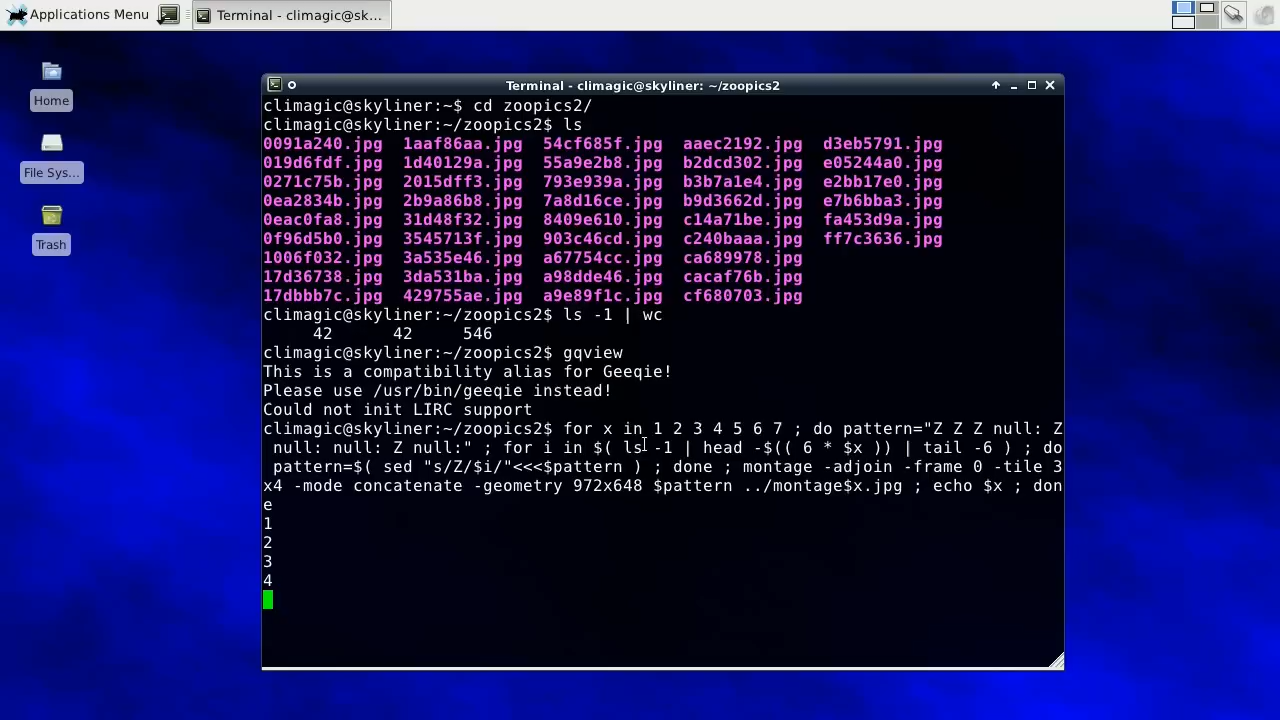 Applications Menu
Terminal - climagic@sk...
Home
File Sys...
Trash
Terminal - climagic@skyliner: ~/zoopics2
climagic@skyliner:~$ cd zoopics2/
climagic@skyliner:~/zoopics2$ ls
0091a240.jpg 1aaf86aa.jpg 54cf685f.jpg aaec2192.jpg d3eb5791.jpg
019d6fdf.jpg 1d40129a.jpg 55a9e2b8.jpg b2dcd302.jpg e05244a0.jpg
0271c75b.jpg 2015dff3.jpg 793e939a.jpg b3b7a1e4.jpg e2bb17e0.jpg
0ea2834b.jpg 2b9a86b8.jpg 7a8d16ce.jpg b9d3662d.jpg e7b6bba3.jpg
0eac0fa8.jpg 31d48f32.jpg 8409e610.jpg c14a71be.jpg fa453d9a.jpg
0f96d5b0.jpg 3545713f.jpg 903c46cd.jpg c240baaa.jpg ff7c3636.jpg
1006f032.jpg 3a535e46.jpg a67754cc.jpg ca689978.jpg
17d36738.jpg 3da531ba.jpg a98dde46.jpg cacaf76b.jpg
17dbbb7c.jpg 429755ae.jpg a9e89f1c.jpg cf680703.jpg
climagic@skyliner:~/zoopics2$ ls -1 | wc
42 42 546
climagic@skyliner:~/zoopics2$ gqview
This is a compatibility alias for Geeqie!
Please use /usr/bin/geeqie instead!
Could not init LIRC support
climagic@skyliner:~/zoopics2$ for x in 1 2 3 4 5 6 7 ; do pattern="Z Z Z null: Z
null: null: Z null:" ; for i in $( ls -1 | head -$(( 6 * $x )) | tail -6 ) ; do
pattern=$( sed "s/Z/$i/"<<<$pattern ) ; done ; montage -adjoin -frame 0 -tile 3
x4 -mode concatenate -geometry 972x648 $pattern ../montage$x.jpg ; echo $x ; don
e
1
2
3
4